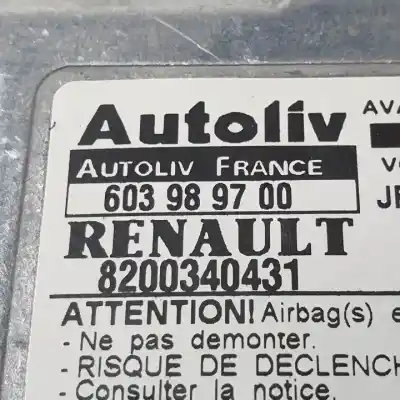 Autoliv
AUTOLIV FRANCE
603 98 97 00
RENAULT
8200340431
ATTENTION! Airbag(s)
- Ne pas demonter.
- RISQUE DE
- Consulter la notice.